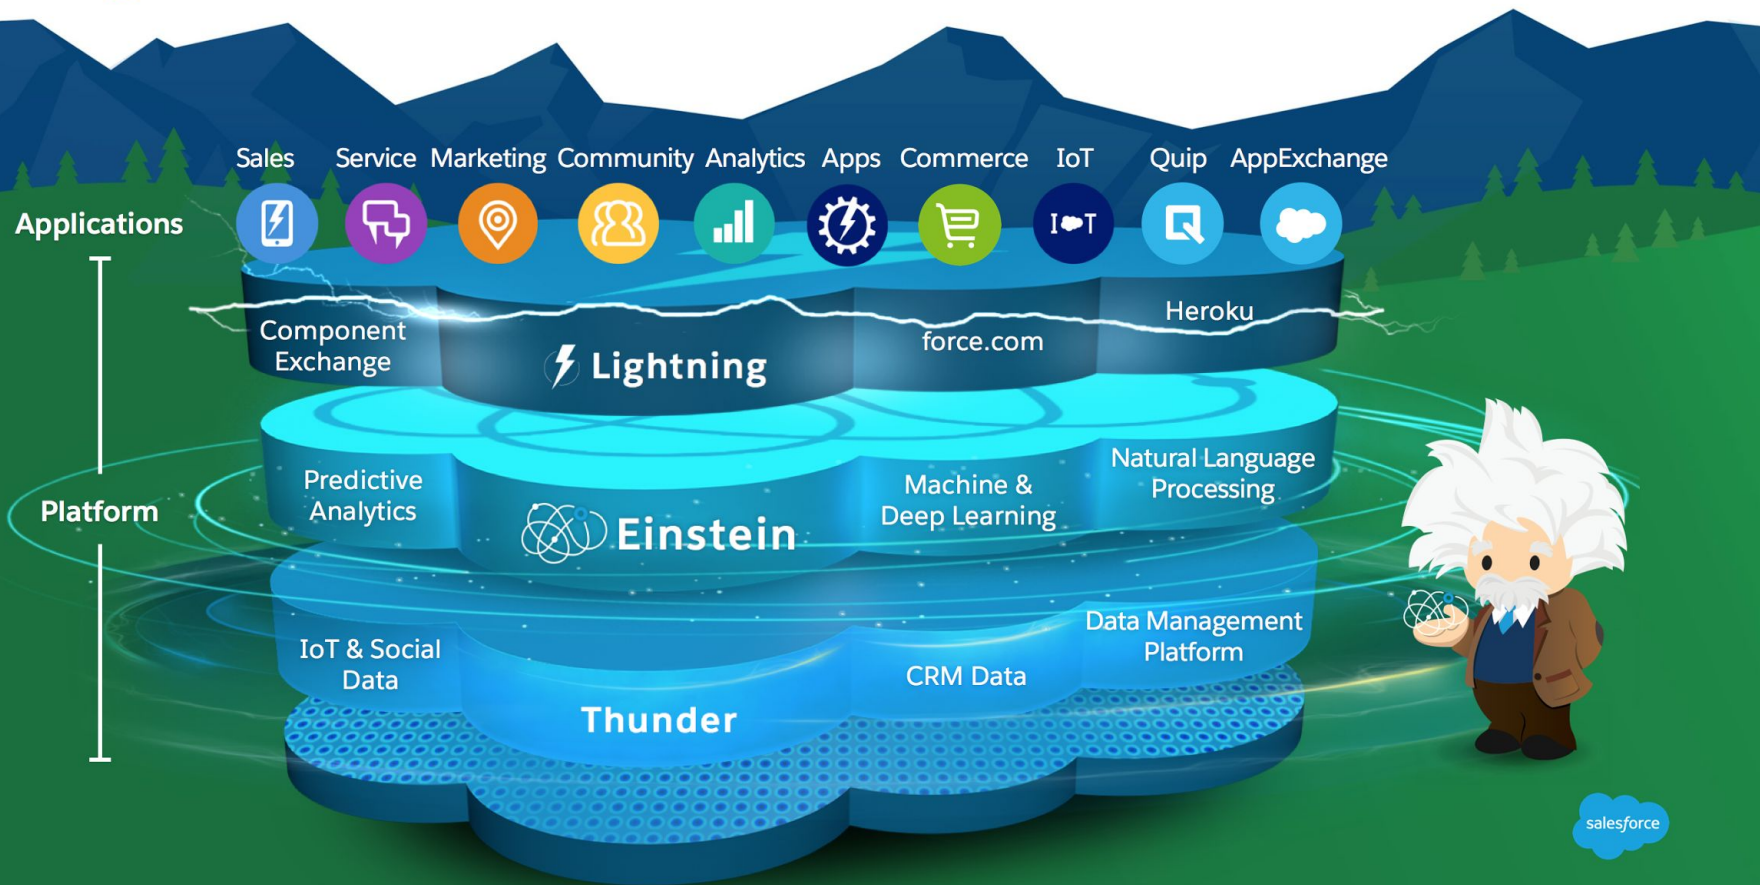 Sales Service Marketing Community Analytics Apps Commerce IoT Quip AppExchange
Applications
I T
Component
Exchange
Lightning
force.com
Heroku
Predictive
Analytics
Einstein
Machine &
Deep Learning
Natural Language
Processing
Platform
IoT & Social
Data
Thunder
CRM Data
Data Management
Platform
salesforce